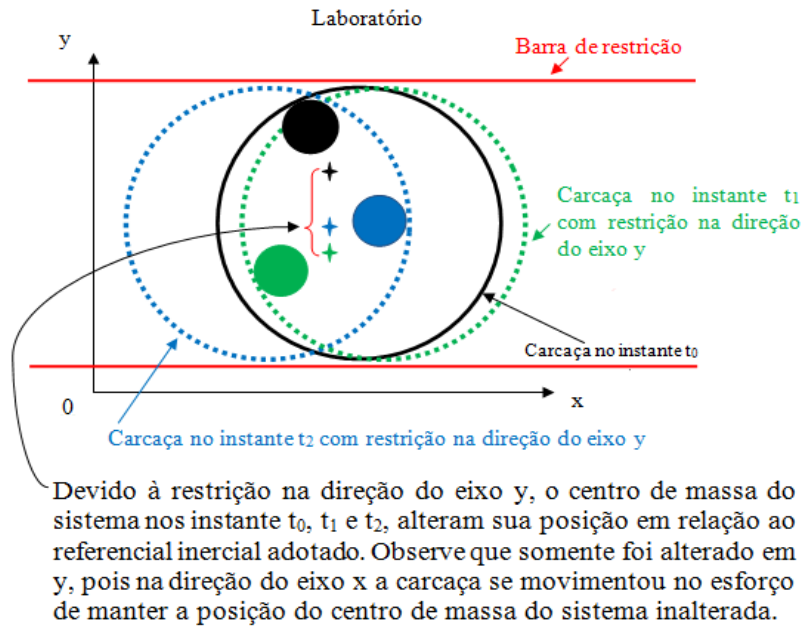 Laboratório
y
Barra de restrição
Carcaça no instante t1
com restrição na direção
do eixo y
Carcaça no instante t0
0
x
Carcaça no instante t2 com restrição na direção do eixo y
Devido à restrição na direção do eixo y, o centro de massa do
sistema nos instante t0, t1 e t2, alteram sua posição em relação ao
referencial inercial adotado. Observe que somente foi alterado em
y, pois na direção do eixo x a carcaça se movimentou no esforço
de manter a posição do centro de massa do sistema inalterada.